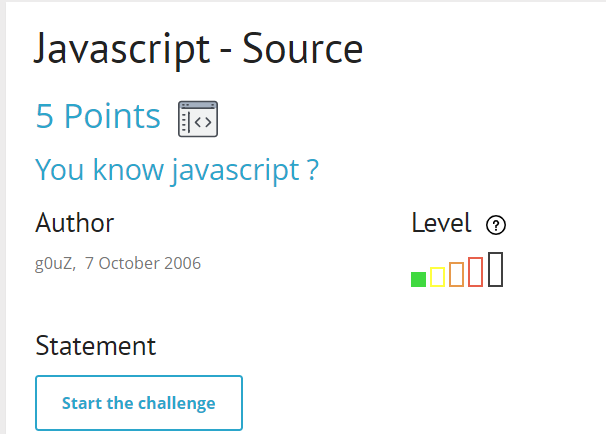 Javascript - Source
5 Points
You know javascript ?
Author
Level
g0uZ, 7 October 2006
Statement
Start the challenge